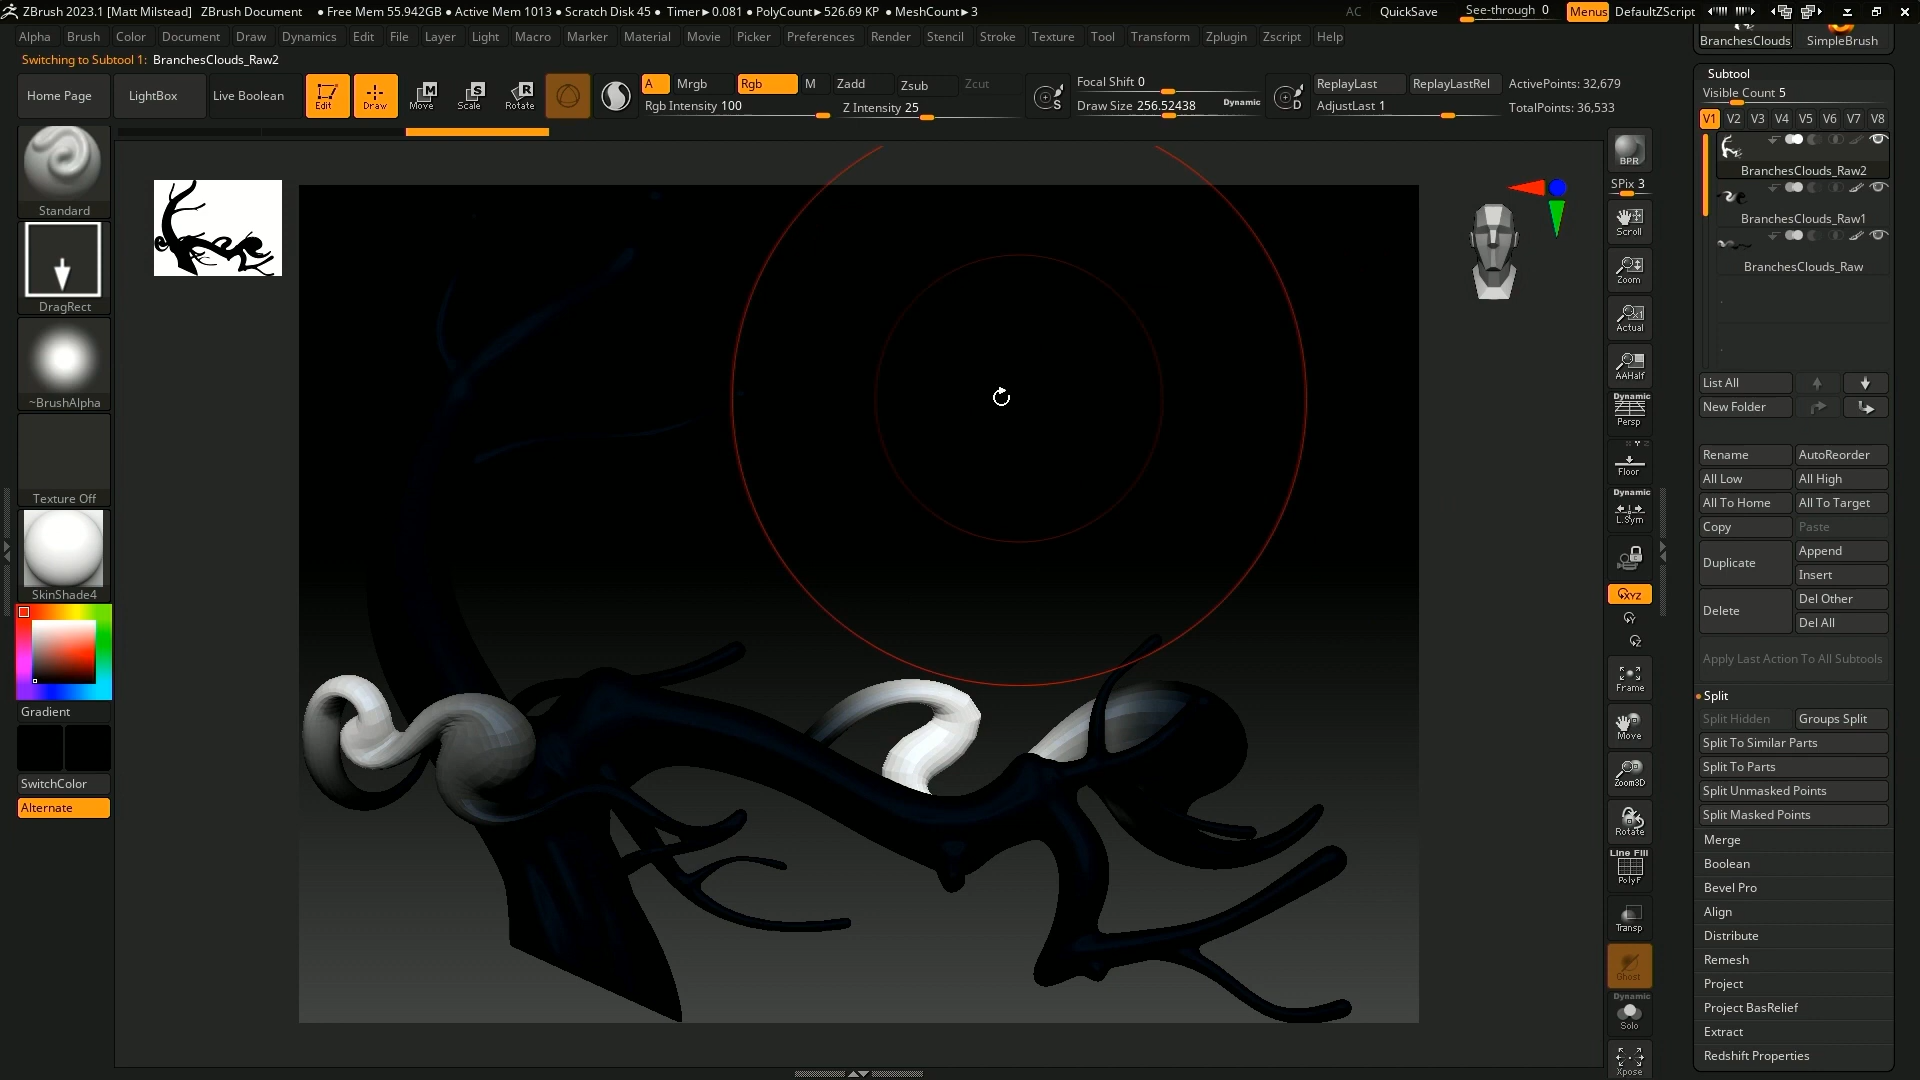 ZBrush 2023.1 [Matt Milstead] ZBrush Document ● Free Mem 55.942GB ● Active Mem 1013 ● Scratch Disk 45 ● Timer►0.081 ● PolyCount►526.69 KP ● MeshCount►3
AC QuickSave See-through 0 Menus DefaultZScript
Alpha Brush Color Document Draw Dynamics Edit File Layer Light Macro Marker Material Movie Picker Preferences Render Stencil Stroke Texture Tool Transform Zplugin Zscript Help
BranchesClouds SimpleBrush
Switching to Subtool 1: BranchesClouds_Raw2
Home Page LightBox Live Boolean Edit Draw Move Scale Rotate
A Mrgb Rgb M Zadd Zsub Zcut
Rgb Intensity 100 Z Intensity 25
Focal Shift 0
Draw Size 256.52438 Dynamic
ReplayLast ReplayLastRel
AdjustLast 1
ActivePoints: 32,679
TotalPoints: 36,533
Standard
DragRect
~BrushAlpha
Texture Off
SkinShade4
Gradient
SwitchColor
Alternate
BPR
SPix 3
Scroll
Zoom
Actual
AAHalf
Dynamic
Persp
Floor
Dynamic
L.Sym
XYZ
Y
Z
Frame
Move
Zoom3D
Rotate
Line Fill
PolyF
Transp
Ghost
Dynamic
Solo
Xpose
Subtool
Visible Count 5
V1 V2 V3 V4 V5 V6 V7 V8
BranchesClouds_Raw2
BranchesClouds_Raw1
BranchesClouds_Raw
List All
New Folder
Rename AutoReorder
All Low All High
All To Home All To Target
Copy Paste
Duplicate Append
Insert
Delete Del Other
Del All
Apply Last Action To All Subtools
Split
Split Hidden Groups Split
Split To Similar Parts
Split To Parts
Split Unmasked Points
Split Masked Points
Merge
Boolean
Bevel Pro
Align
Distribute
Remesh
Project
Project BasRelief
Extract
Redshift Properties